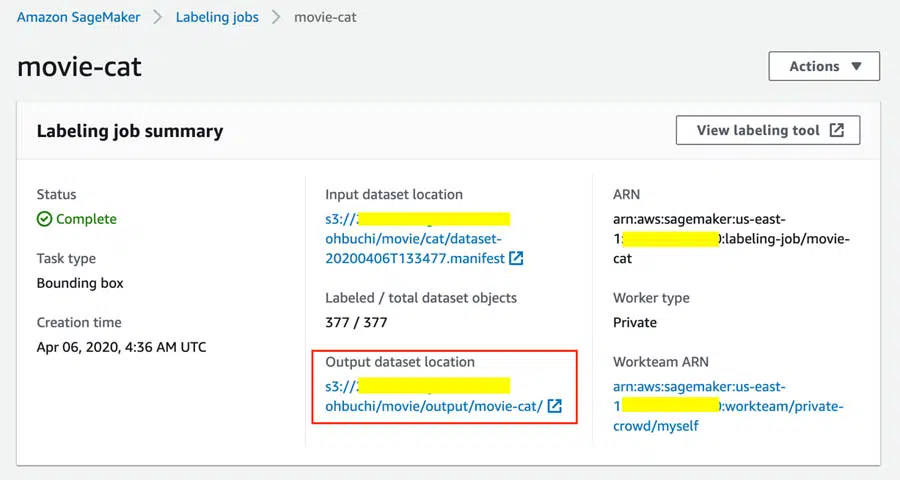 Amazon SageMaker > Labeling jobs > movie-cat
movie-cat
Actions
Labeling job summary
View labeling tool
Status
Complete
Task type
Bounding box
Creation time
Apr 06, 2020, 4:36 AM UTC
Input dataset location
s3://2
ohbuchi/movie/cat/dataset-
20200406T133477.manifest
Labeled / total dataset objects
377 / 377
Output dataset location
s3://2
ohbuchi/movie/output/movie-cat/
ARN
arn:aws:sagemaker:us-east-
1: 0:labeling-job/movie-
cat
Worker type
Private
Workteam ARN
arn:aws:sagemaker:us-east-
1 0:workteam/private-
crowd/myself